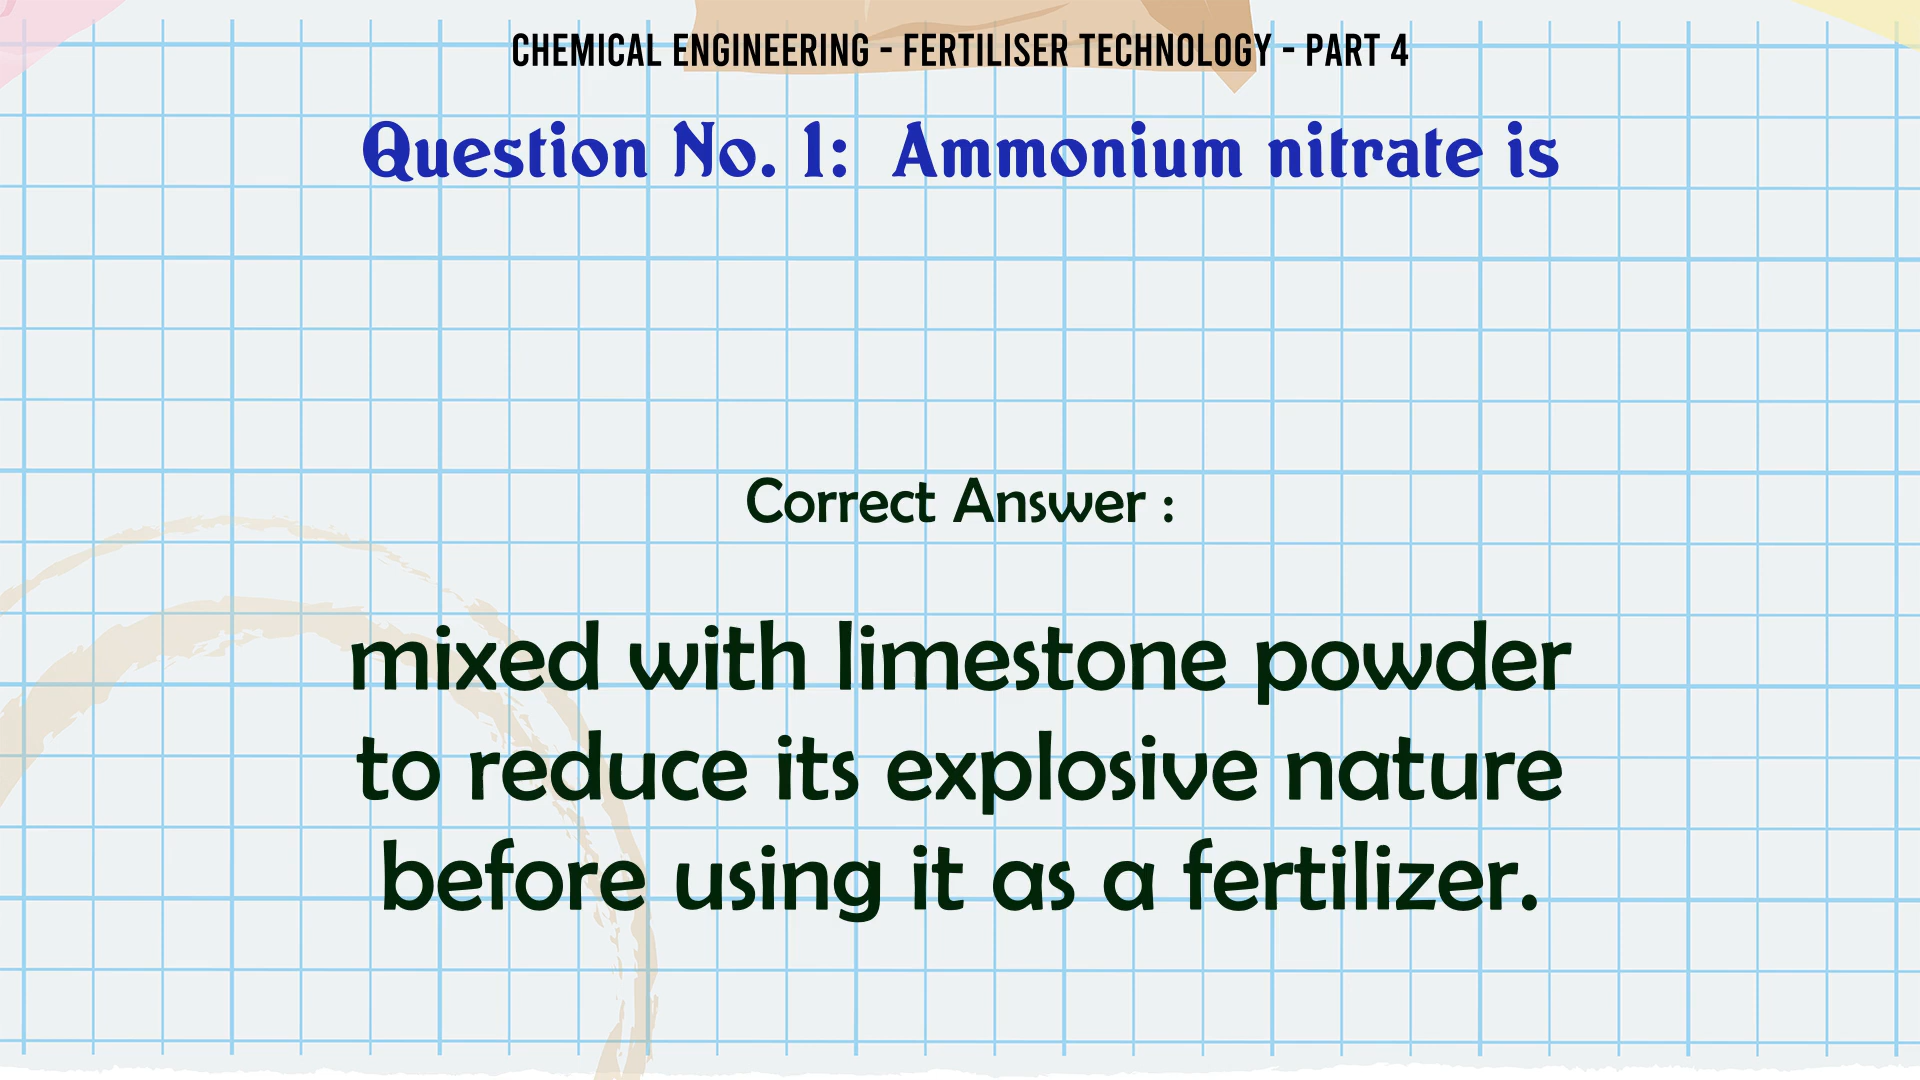 CHEMICAL ENGINEERING - FERTILISER TECHNOLOGY - PART 4
Question No. 1: Ammonium nitrate is
Correct Answer :
mixed with limestone powder
to reduce its explosive nature
before using it as a fertilizer.